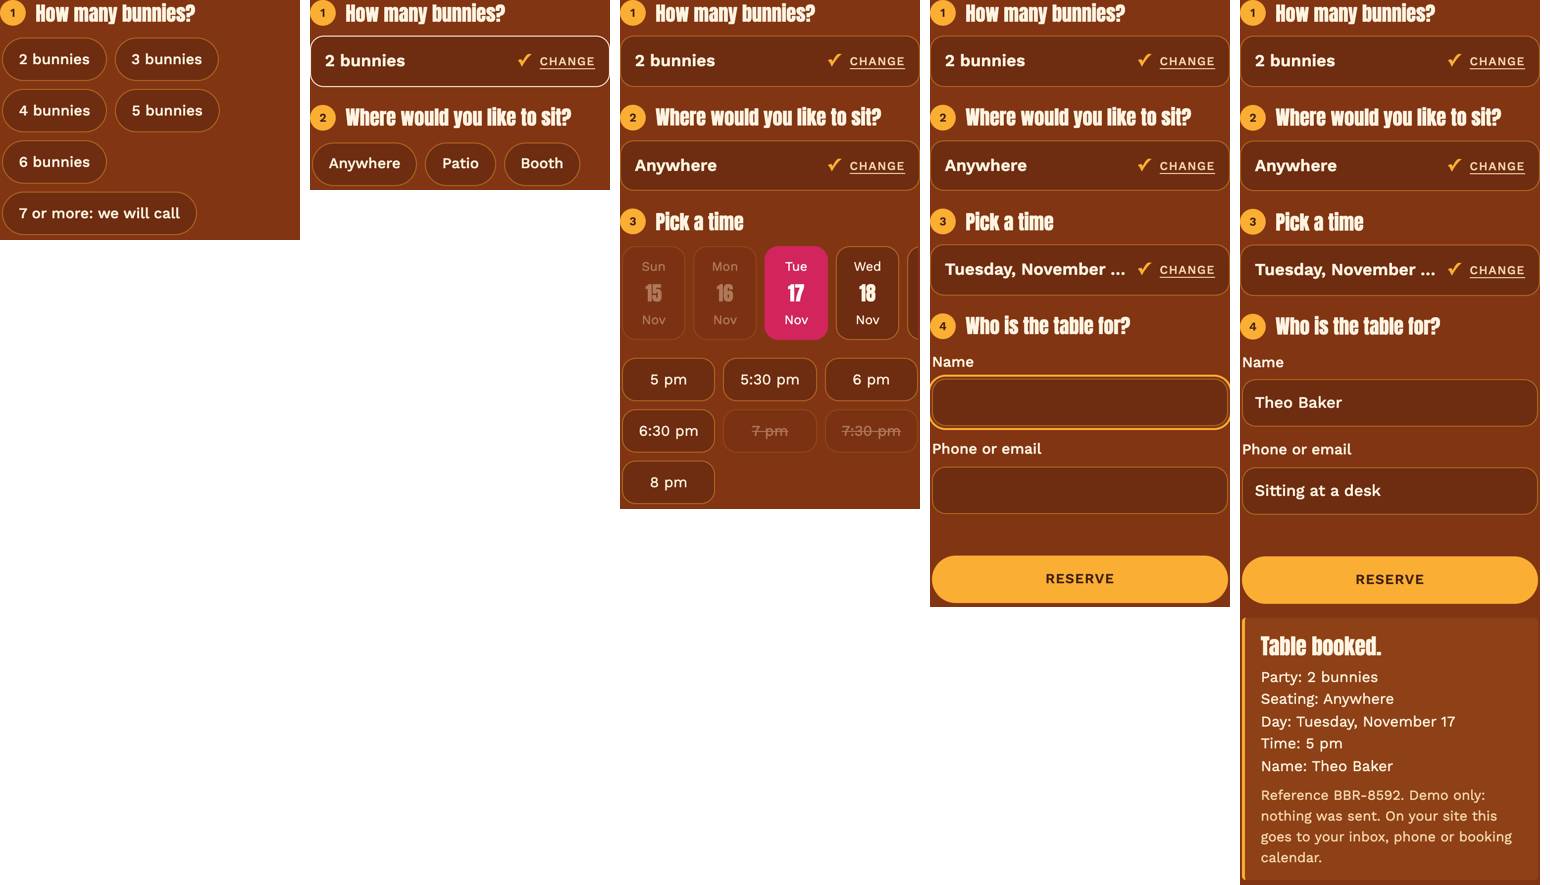 1 How many bunnies?
2 bunnies
3 bunnies
4 bunnies
5 bunnies
6 bunnies
7 or more: we will call
1 How many bunnies?
2 bunnies ✓ CHANGE
2 Where would you like to sit?
Anywhere
Patio
Booth
1 How many bunnies?
2 bunnies ✓ CHANGE
2 Where would you like to sit?
Anywhere ✓ CHANGE
3 Pick a time
Sun Mon Tue Wed
15 16 17 18
Nov Nov Nov Nov
5 pm 5:30 pm 6 pm
6:30 pm 7 pm 7:30 pm
8 pm
1 How many bunnies?
2 bunnies ✓ CHANGE
2 Where would you like to sit?
Anywhere ✓ CHANGE
3 Pick a time
Tuesday, November ... ✓ CHANGE
4 Who is the table for?
Name
Phone or email
RESERVE
1 How many bunnies?
2 bunnies ✓ CHANGE
2 Where would you like to sit?
Anywhere ✓ CHANGE
3 Pick a time
Tuesday, November ... ✓ CHANGE
4 Who is the table for?
Name
Theo Baker
Phone or email
Sitting at a desk
RESERVE
Table booked.
Party: 2 bunnies
Seating: Anywhere
Day: Tuesday, November 17
Time: 5 pm
Name: Theo Baker
Reference BBR-8592. Demo only:
nothing was sent. On your site this
goes to your inbox, phone or booking
calendar.